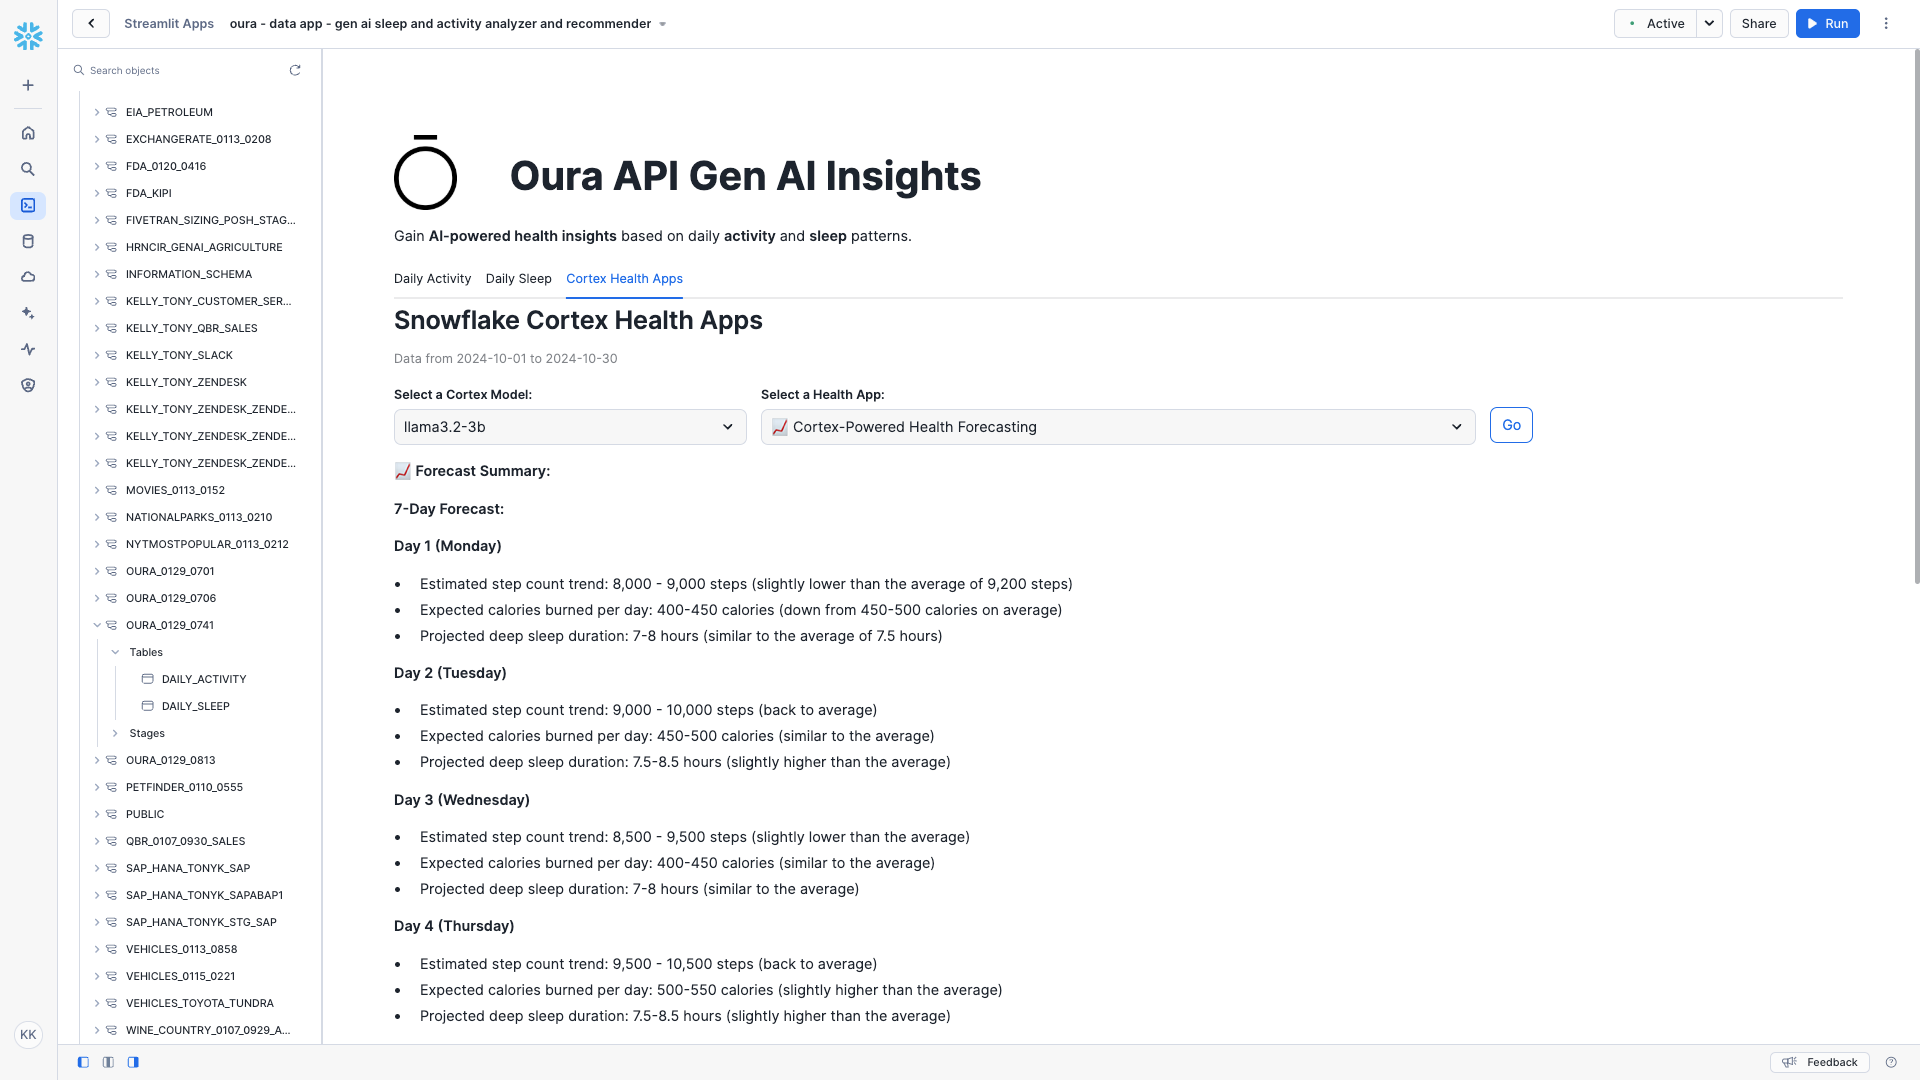 Streamlit Apps
oura - data app - gen ai sleep and activity analyzer and recommender
Active
Share
Run
Search objects
EIA_PETROLEUM
EXCHANGERATE_0113_0208
FDA_0120_0416
FDA_KIPI
FIVETRAN_SIZING_POSH_STAG...
HRNCIR_GENAI_AGRICULTURE
INFORMATION_SCHEMA
KELLY_TONY_CUSTOMER_SER...
KELLY_TONY_QBR_SALES
KELLY_TONY_SLACK
KELLY_TONY_ZENDESK
KELLY_TONY_ZENDESK_ZENDE...
KELLY_TONY_ZENDESK_ZENDE...
KELLY_TONY_ZENDESK_ZENDE...
MOVIES_0113_0152
NATIONALPARKS_0113_0210
NYTMOSTPOPULAR_0113_0212
OURA_0129_0701
OURA_0129_0706
OURA_0129_0741
Tables
DAILY_ACTIVITY
DAILY_SLEEP
Stages
OURA_0129_0813
PETFINDER_0110_0555
PUBLIC
QBR_0107_0930_SALES
SAP_HANA_TONYK_SAP
SAP_HANA_TONYK_SAPABAP1
SAP_HANA_TONYK_STG_SAP
VEHICLES_0113_0858
VEHICLES_0115_0221
VEHICLES_TOYOTA_TUNDRA
WINE_COUNTRY_0107_0929_A...
KK
Oura API Gen AI Insights
Gain AI-powered health insights based on daily activity and sleep patterns.
Daily Activity Daily Sleep Cortex Health Apps
Snowflake Cortex Health Apps
Data from 2024-10-01 to 2024-10-30
Select a Cortex Model:
llama3.2-3b
Select a Health App:
📈 Cortex-Powered Health Forecasting
Go
📈 Forecast Summary:
7-Day Forecast:
Day 1 (Monday)
• Estimated step count trend: 8,000 - 9,000 steps (slightly lower than the average of 9,200 steps)
• Expected calories burned per day: 400-450 calories (down from 450-500 calories on average)
• Projected deep sleep duration: 7-8 hours (similar to the average of 7.5 hours)
Day 2 (Tuesday)
• Estimated step count trend: 9,000 - 10,000 steps (back to average)
• Expected calories burned per day: 450-500 calories (similar to the average)
• Projected deep sleep duration: 7.5-8.5 hours (slightly higher than the average)
Day 3 (Wednesday)
• Estimated step count trend: 8,500 - 9,500 steps (slightly lower than the average)
• Expected calories burned per day: 400-450 calories (similar to the average)
• Projected deep sleep duration: 7-8 hours (similar to the average)
Day 4 (Thursday)
• Estimated step count trend: 9,500 - 10,500 steps (back to average)
• Expected calories burned per day: 500-550 calories (slightly higher than the average)
• Projected deep sleep duration: 7.5-8.5 hours (slightly higher than the average)
Feedback